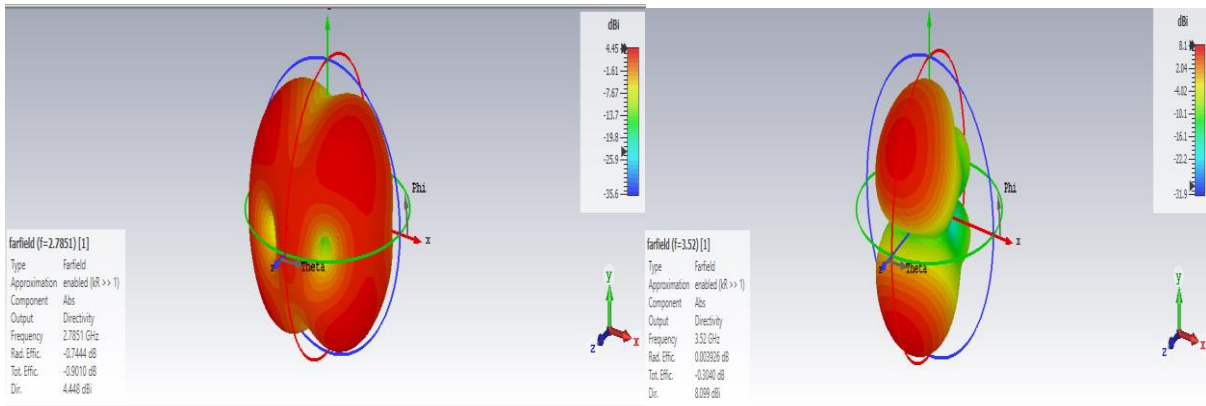 dBi
4.45
-1.61
-7.67
-13.7
-19.8
-25.9
-35.6
Phi
x
z
Theta
farfield (f=2.7851) [1]
Type Farfield
Approximation enabled (kR >> 1)
Component Abs
Output Directivity
Frequency 2.7851 GHz
Rad. Effic. -0.7444 dB
Tot. Effic. -0.9010 dB
Dir. 4.448 dBi
y
z
x
dBi
8.1
2.04
-4.02
-10.1
-16.1
-22.2
-31.9
Phi
x
z
Theta
farfield (f=3.52) [1]
Type Farfield
Approximation enabled (kR >> 1)
Component Abs
Output Directivity
Frequency 3.52 GHz
Rad. Effic. 0.003926 dB
Tot. Effic. -0.3040 dB
Dir. 8.099 dBi
y
z
x